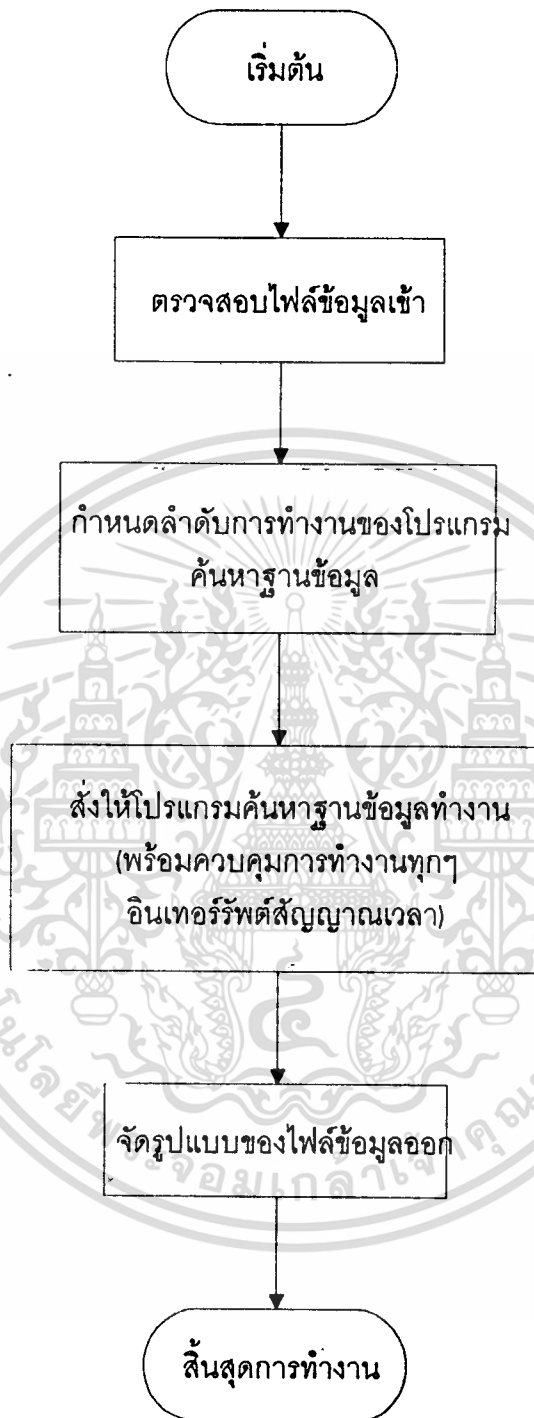 เริ่มต้น
ตรวจสอบไฟล์ข้อมูลเข้า
กำหนดลำดับการทำงานของโปรแกรม
ค้นหาฐานข้อมูล
สั่งให้โปรแกรมค้นหาฐานข้อมูลทำงาน
(พร้อมควบคุมการทำงานทุกๆ
อินเทอร์รัพต์สัญญาณเวลา)
จัดรูปแบบของไฟล์ข้อมูลออก
สิ้นสุดการทำงาน